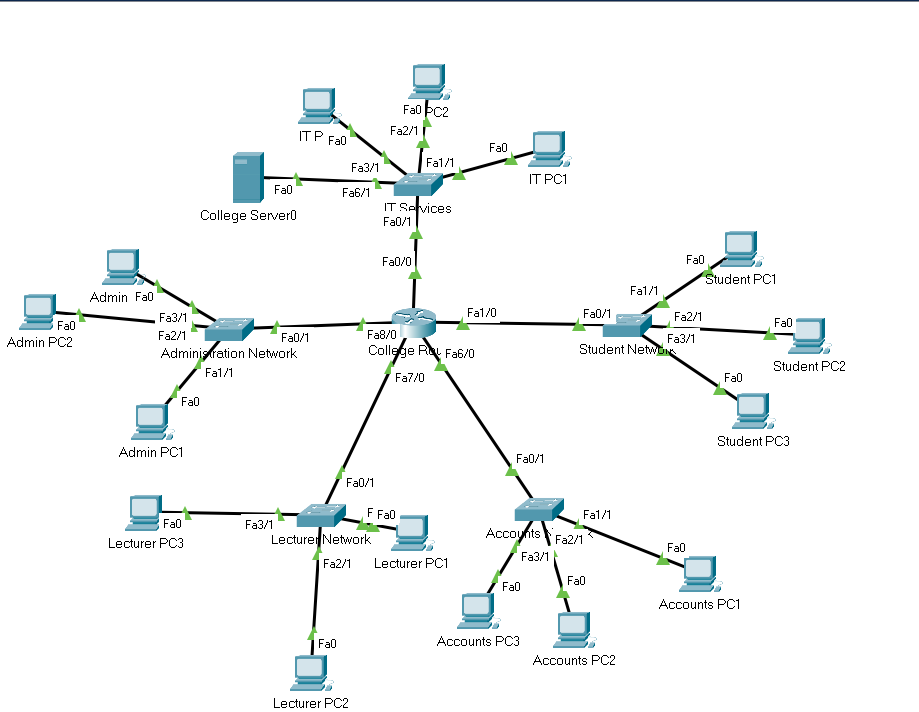 Fa0
PC2
IT P
Fa0
Fa2/1
Fa0
Fa3/1
Fa1/1
IT PC1
Fa0
Fa6/1
College Server0
IT Services
Fa0/1
Fa0/0
Fa0
Student PC1
Admin
Fa0
Fa1/1
Fa0
Admin PC2
Fa3/1
Fa2/1
Administration Network
Fa0/1
Fa8/0
Fa1/0
College Rou
Fa6/0
Fa0/1
Fa2/1
Fa3/1
Student Network
Fa0
Student PC2
Fa1/1
Fa0
Admin PC1
Fa7/0
Fa0
Student PC3
Fa0/1
Fa0/1
Fa0
Lecturer PC3
Fa3/1
Lecturer Network
F
Fa0
Lecturer PC1
Fa2/1
Fa1/1
Accounts
Fa2/1
Fa3/1
Fa0
Accounts PC1
Fa0
Accounts PC3
Fa0
Accounts PC2
Fa0
Lecturer PC2